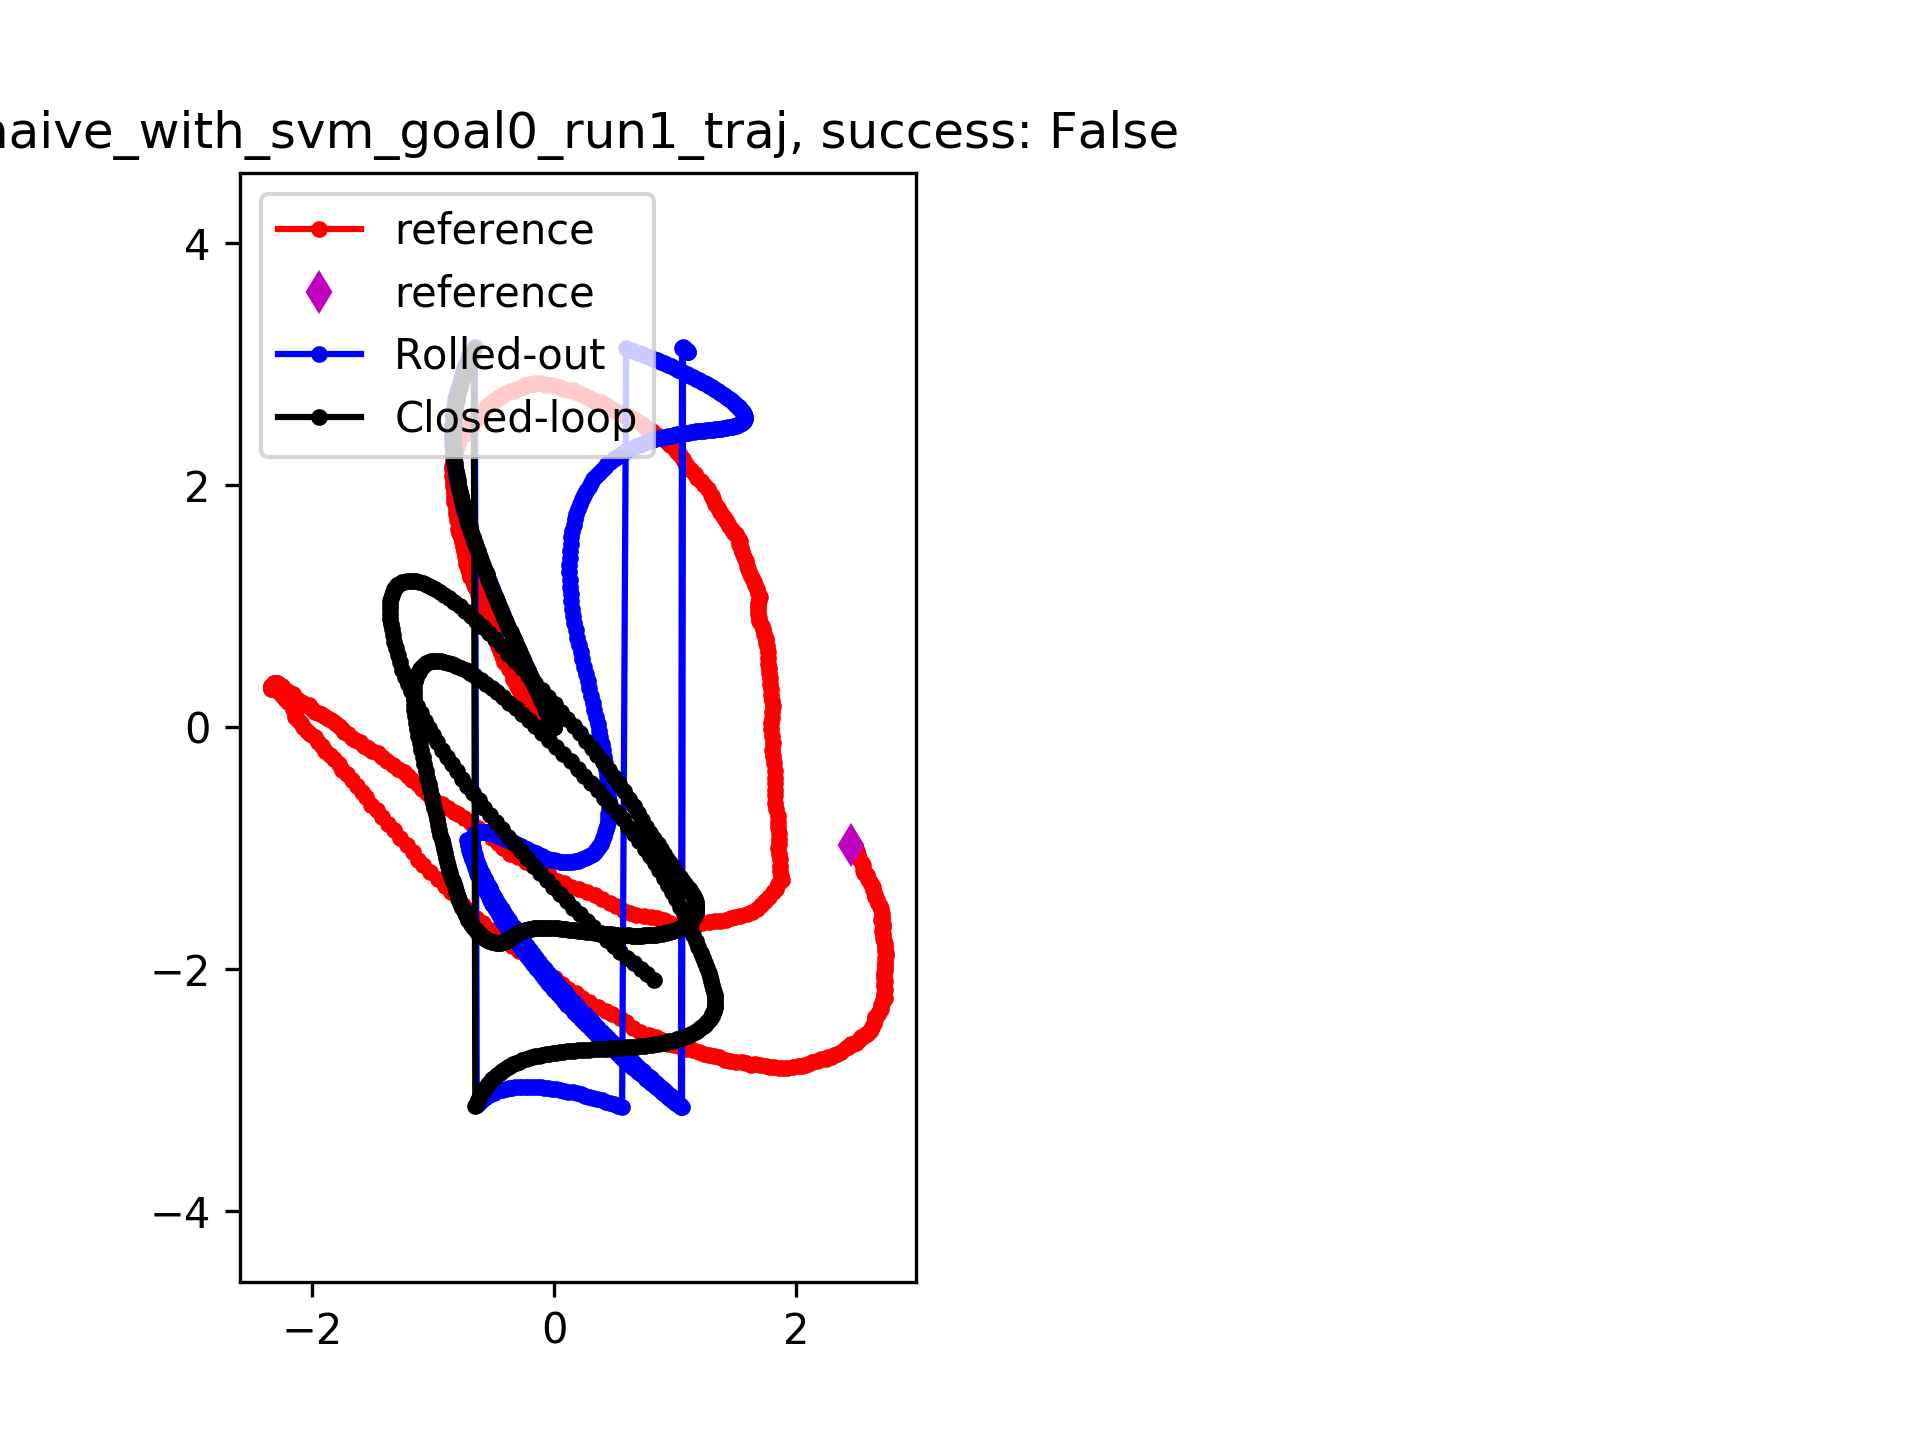 naive_with_svm_goal0_run1_traj, success: False
reference
reference
Rolled-out
Closed-loop
4
2
0
−2
−4
−2 0 2